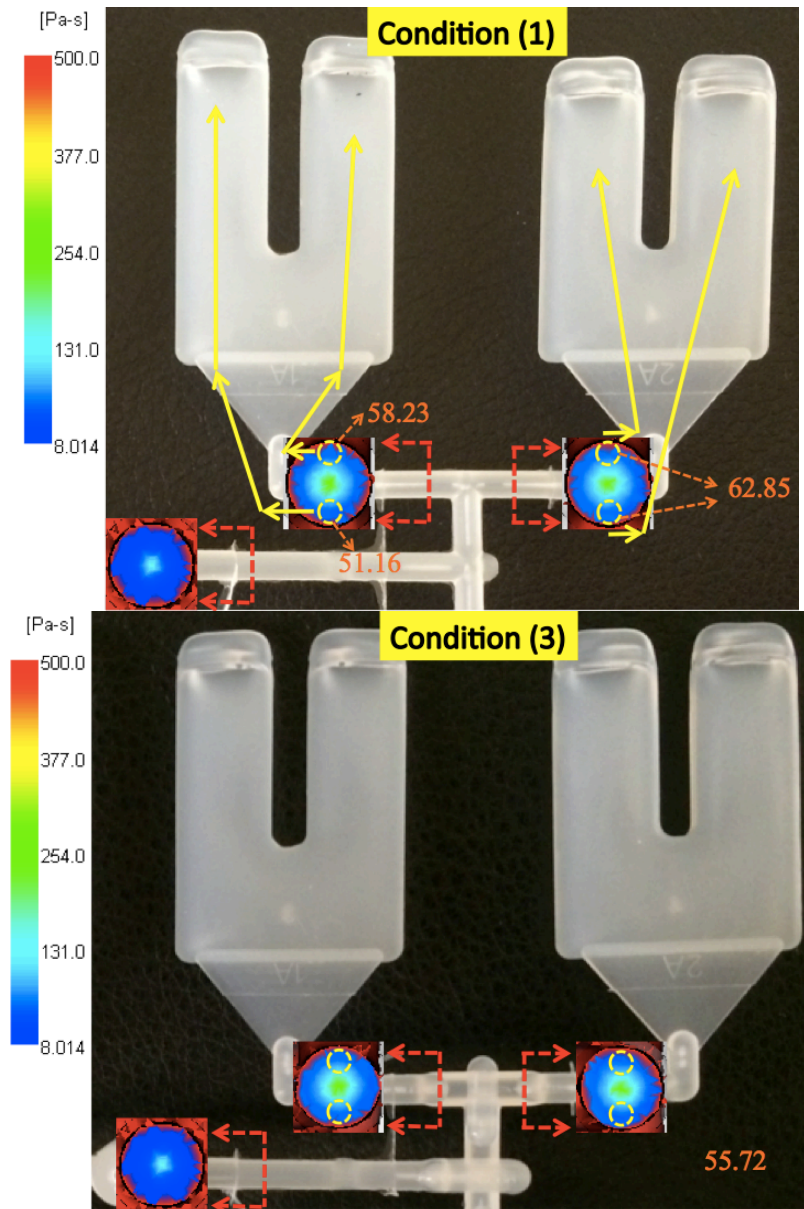 [Pa-s]
Condition (1)
500.0
377.0
254.0
131.0
8.014
1A
2A
58.23
62.85
51.16
[Pa-s]
Condition (3)
500.0
377.0
254.0
131.0
8.014
1A
2A
55.72